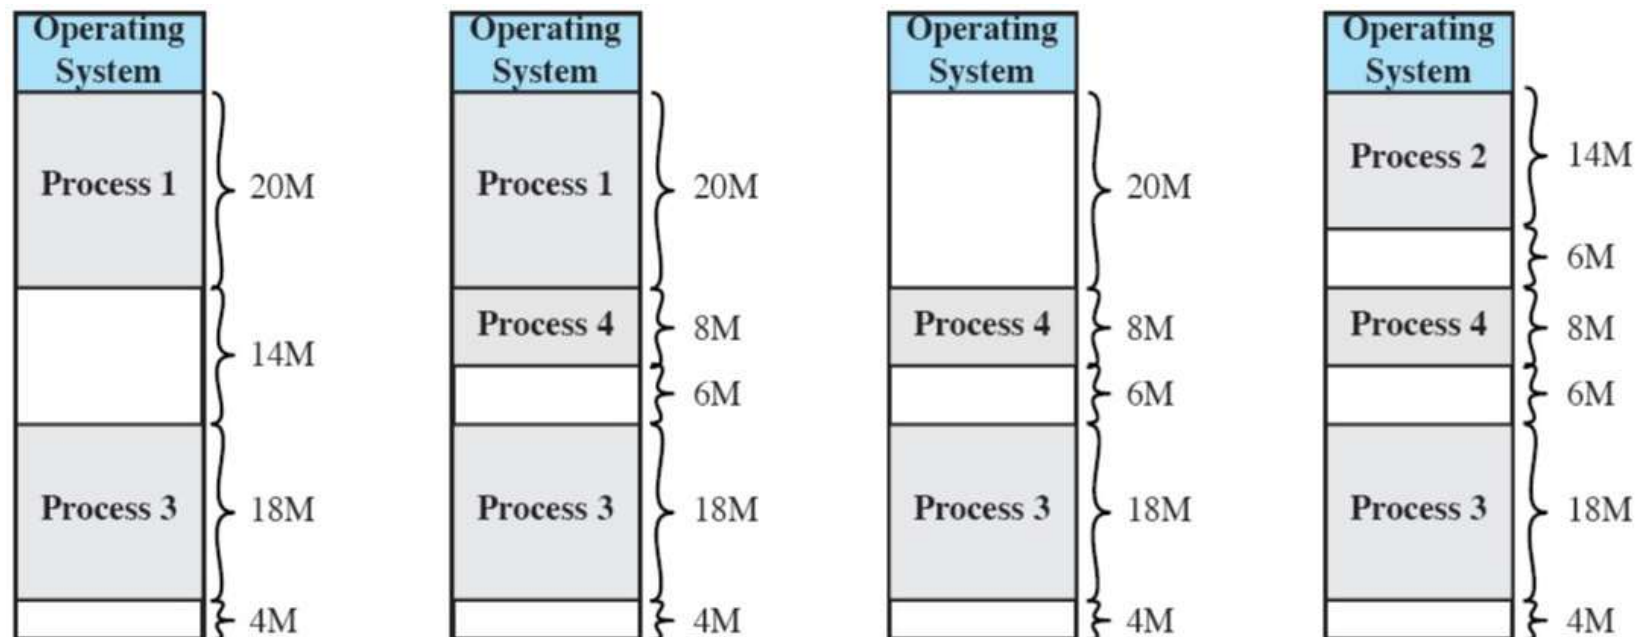 Operating
System
Process 1
20M
14M
Process 3
18M
4M
Operating
System
Process 1
20M
Process 4
8M
6M
Process 3
18M
4M
Operating
System
20M
Process 4
8M
6M
Process 3
18M
4M
Operating
System
Process 2
14M
6M
Process 4
8M
6M
Process 3
18M
4M